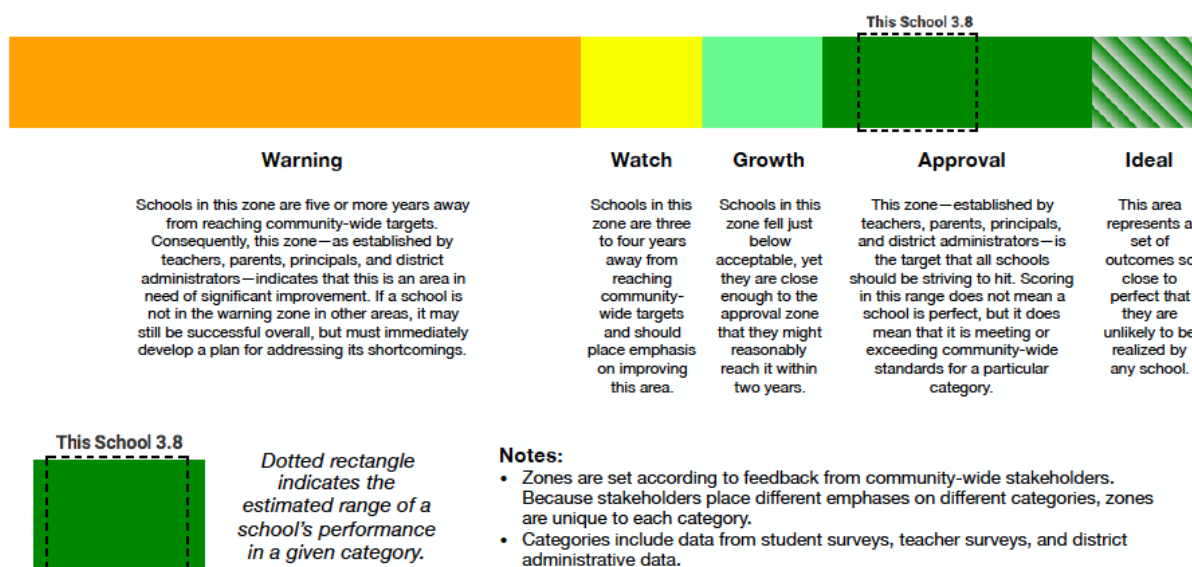 This School 3.8
Warning
Schools in this zone are five or more years away
from reaching community-wide targets.
Consequently, this zone—as established by
teachers, parents, principals, and district
administrators—indicates that this is an area in
need of significant improvement. If a school is
not in the warning zone in other areas, it may
still be successful overall, but must immediately
develop a plan for addressing its shortcomings.
Watch
Schools in this
zone are three
to four years
away from
reaching
community-
wide targets
and should
place emphasis
on improving
this area.
Growth
Schools in this
zone fell just
below
acceptable, yet
they are close
enough to the
approval zone
that they might
reasonably
reach it within
two years.
Approval
This zone—established by
teachers, parents, principals,
and district administrators—is
the target that all schools
should be striving to hit. Scoring
in this range does not mean a
school is perfect, but it does
mean that it is meeting or
exceeding community-wide
standards for a particular
category.
Ideal
This area
represents a
set of
outcomes so
close to
perfect that
they are
unlikely to be
realized by
any school.
This School 3.8
Dotted rectangle
indicates the
estimated range of a
school's performance
in a given category.
Notes:
• Zones are set according to feedback from community-wide stakeholders.
Because stakeholders place different emphases on different categories, zones
are unique to each category.
• Categories include data from student surveys, teacher surveys, and district
administrative data.